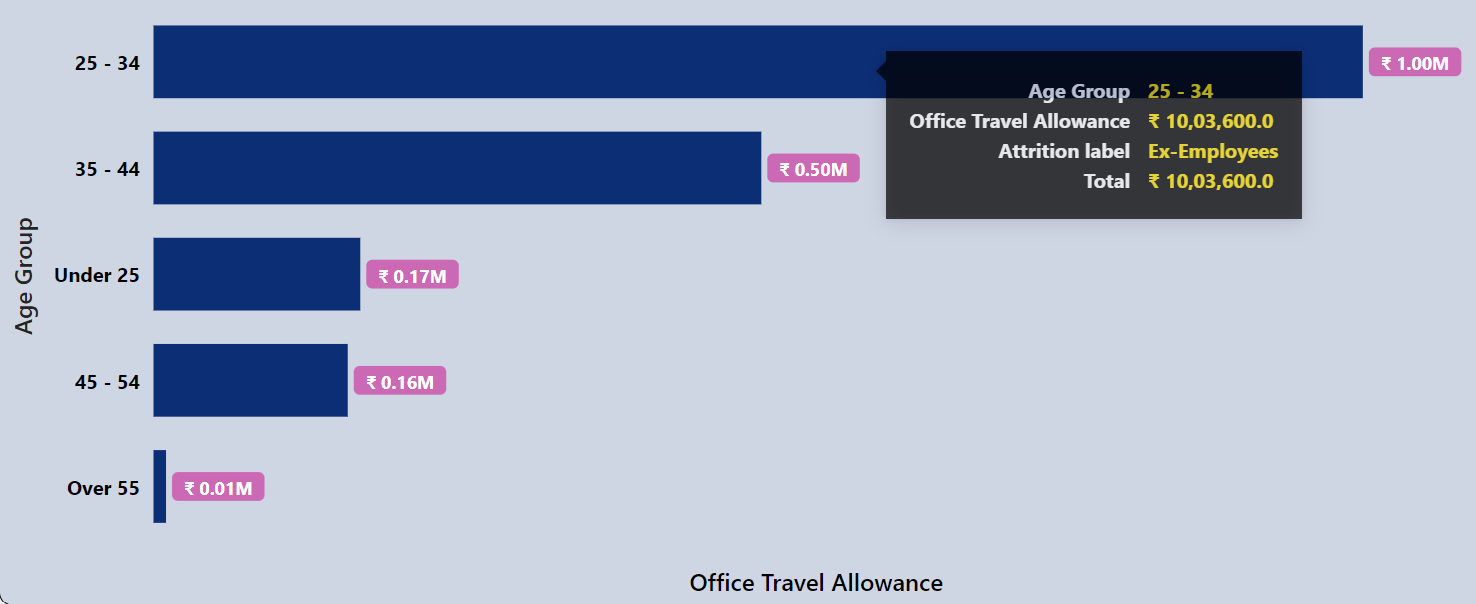 25 - 34
₹ 1.00M
Age Group 25 - 34
Office Travel Allowance ₹ 10,03,600.0
Attrition label Ex-Employees
Total ₹ 10,03,600.0
35 - 44
₹ 0.50M
Age Group
Under 25
₹ 0.17M
45 - 54
₹ 0.16M
Over 55
₹ 0.01M
Office Travel Allowance